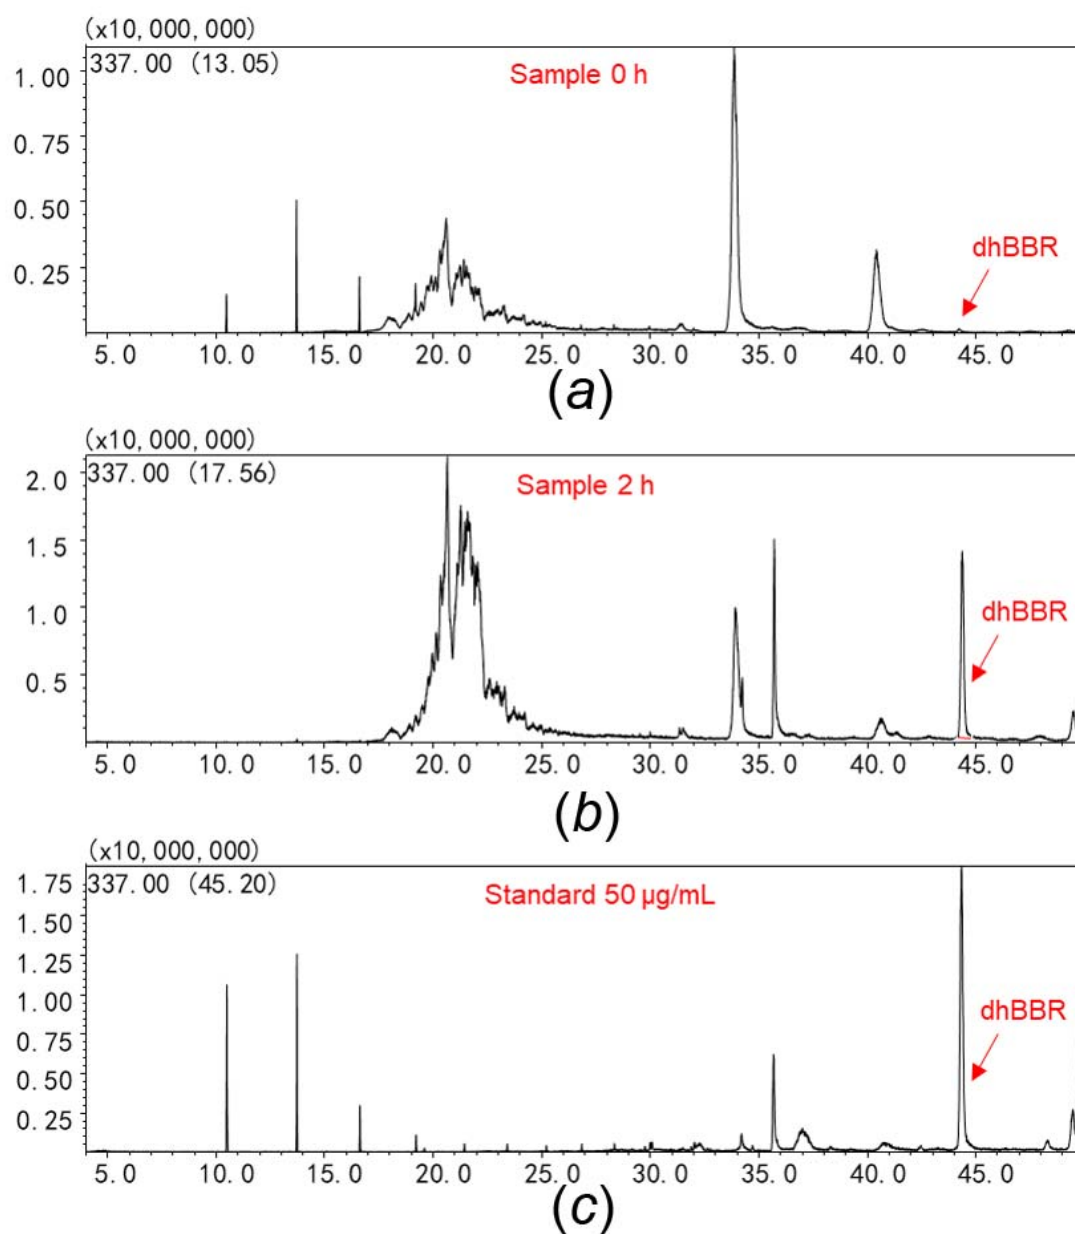 (x10,000,000)
337.00 (13.05)
Sample 0 h
1.00
0.75
0.50
0.25
dhBBR
5.0 10.0 15.0 20.0 25.0 30.0 35.0 40.0 45.0
(a)
(x10,000,000)
337.00 (17.56)
Sample 2 h
2.0
1.5
1.0
0.5
dhBBR
5.0 10.0 15.0 20.0 25.0 30.0 35.0 40.0 45.0
(b)
(x10,000,000)
337.00 (45.20)
Standard 50 µg/mL
1.75
1.50
1.25
1.00
0.75
0.50
0.25
dhBBR
5.0 10.0 15.0 20.0 25.0 30.0 35.0 40.0 45.0
(c)